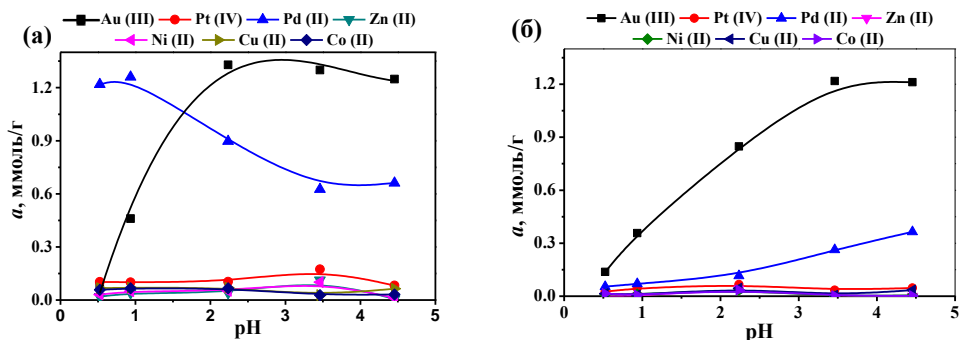 (а)
Au (III) Pt (IV) Pd (II) Zn (II)
Ni (II) Cu (II) Co (II)
a, ммоль/г
1.2
0.9
0.6
0.3
0.0
0 1 2 3 4 5
pH
(б)
Au (III) Pt (IV) Pd (II) Zn (II)
Ni (II) Cu (II) Co (II)
a, ммоль/г
1.2
0.9
0.6
0.3
0.0
0 1 2 3 4 5
pH